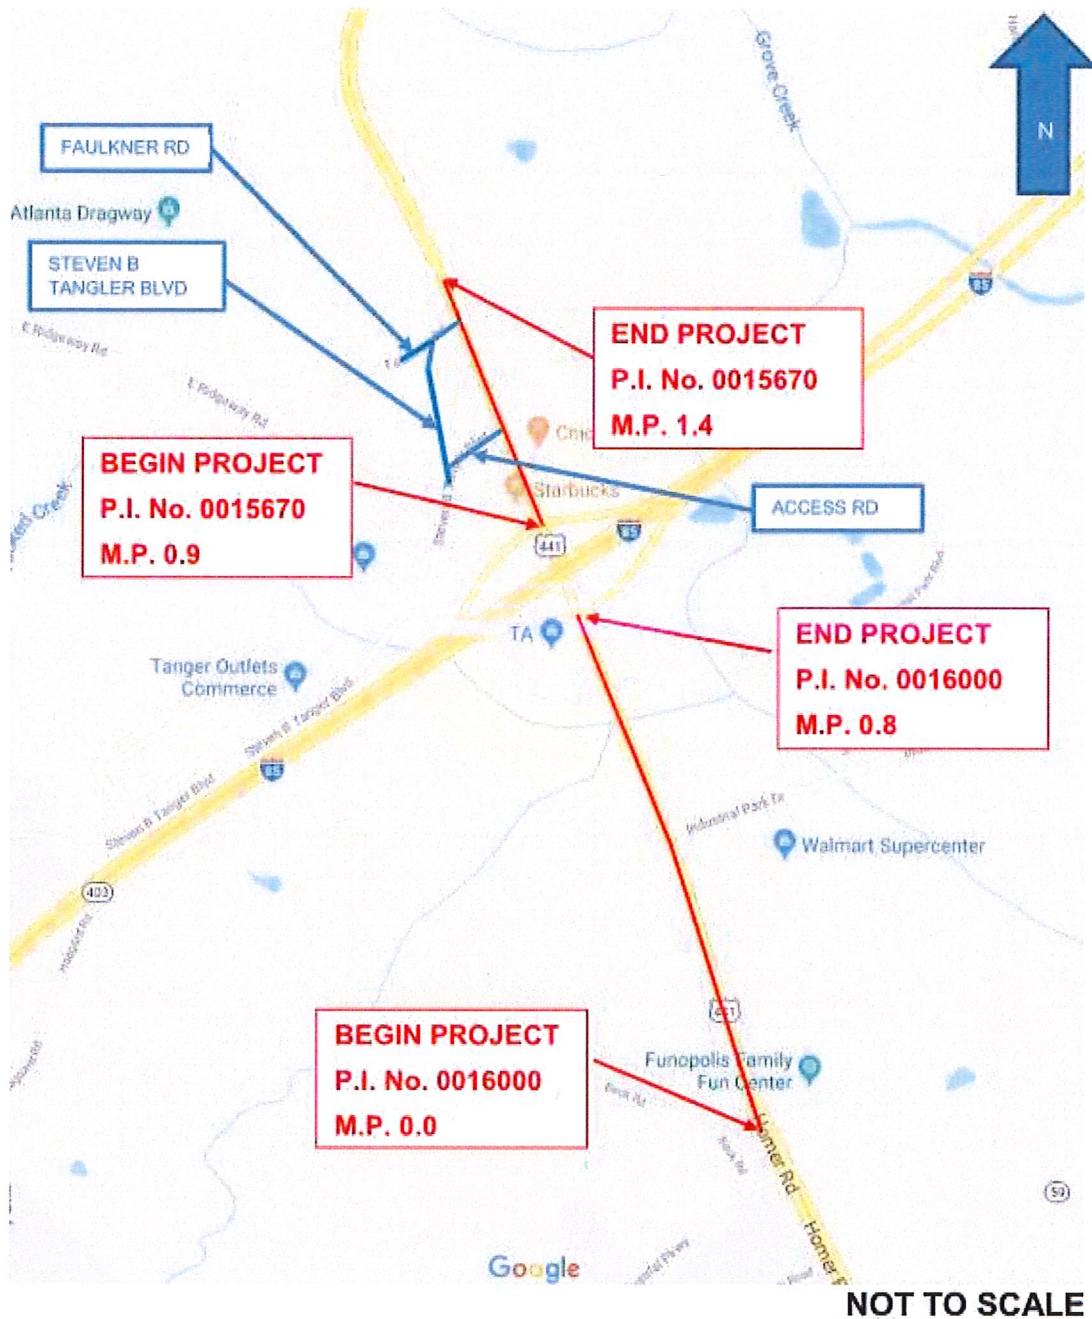 Grove Creek
N
FAULKNER RD
Atlanta Dragway
STEVEN B
TANGLER BLVD
85
E Ridgeway Rd
END PROJECT
P.I. No. 0015670
M.P. 1.4
E Ridgeway Rd
BEGIN PROJECT
P.I. No. 0015670
M.P. 0.9
Starbucks
ACCESS RD
Creek
441
85
END PROJECT
P.I. No. 0016000
M.P. 0.8
TA
Tanger Outlets
Commerce
Steven B Tanger Blvd
85
Steven B Tanger Blvd
Industrial Park Dr
Walmart Supercenter
403
441
BEGIN PROJECT
P.I. No. 0016000
M.P. 0.0
Funopolis Family
Fun Center
Homer Rd
59
Homer
Google
NOT TO SCALE